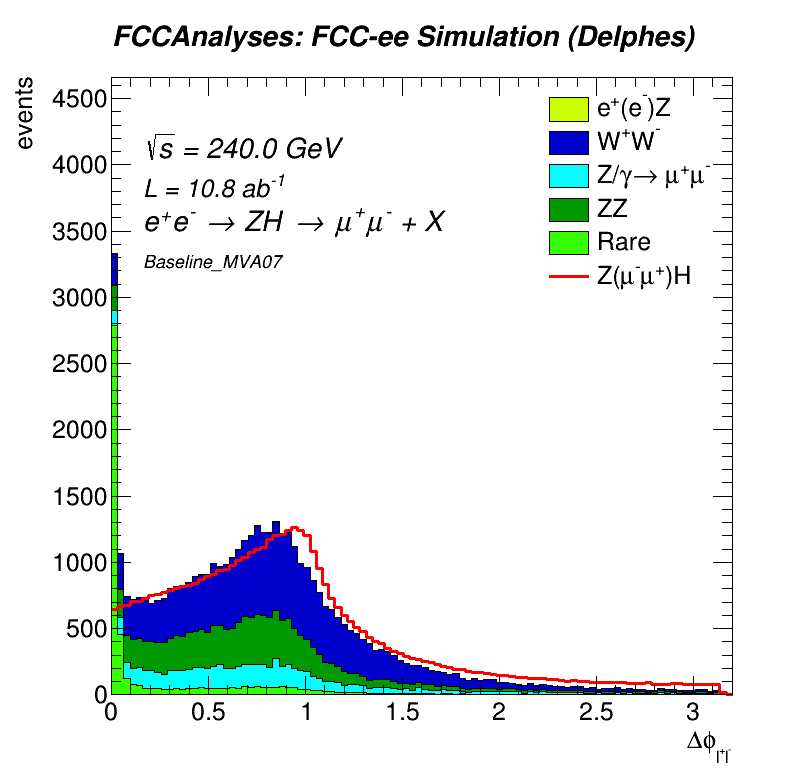 FCCAnalyses: FCC-ee Simulation (Delphes)
events
4500
4000
3500
3000
2500
2000
1500
1000
500
0
√s = 240.0 GeV
L = 10.8 ab⁻¹
e⁺e⁻ → ZH → μ⁺μ⁻ + X
Baseline_MVA07
e⁺(e⁻)Z
W⁺W⁻
Z/γ→ μ⁺μ⁻
ZZ
Rare
Z(μ⁻μ⁺)H
0 0.5 1 1.5 2 2.5 3
Δϕ l⁺l⁻